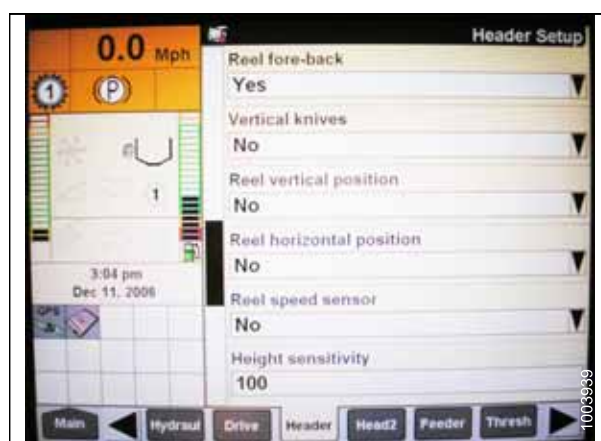 0.0 Mph
1
P
1
3:04 pm
Dec 11, 2006
GPS
Header Setup
Reel fore-back
Yes
Vertical knives
No
Reel vertical position
No
Reel horizontal position
No
Reel speed sensor
No
Height sensitivity
100
Main
Hydraul
Drive
Header
Head2
Feeder
Thresh
1003939